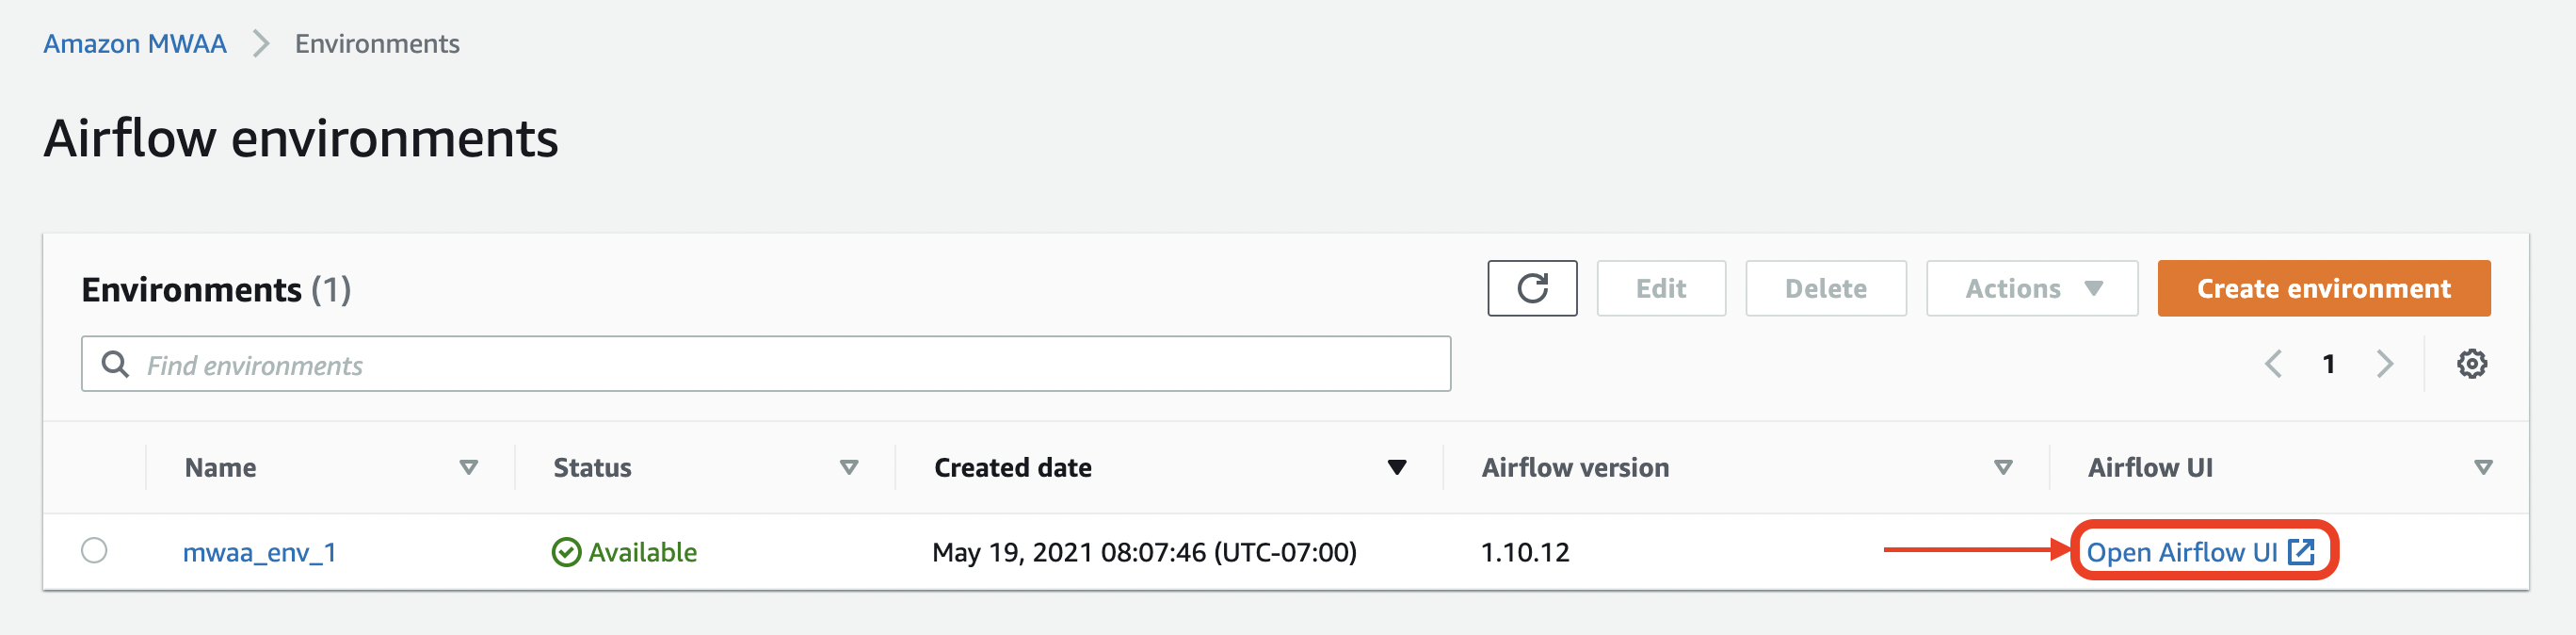 Amazon MWAA > Environments
Airflow environments
Environments (1)
Edit
Delete
Actions
Create environment
Find environments
1
Name
Status
Created date
Airflow version
Airflow UI
mwaa_env_1
Available
May 19, 2021 08:07:46 (UTC-07:00)
1.10.12
Open Airflow UI